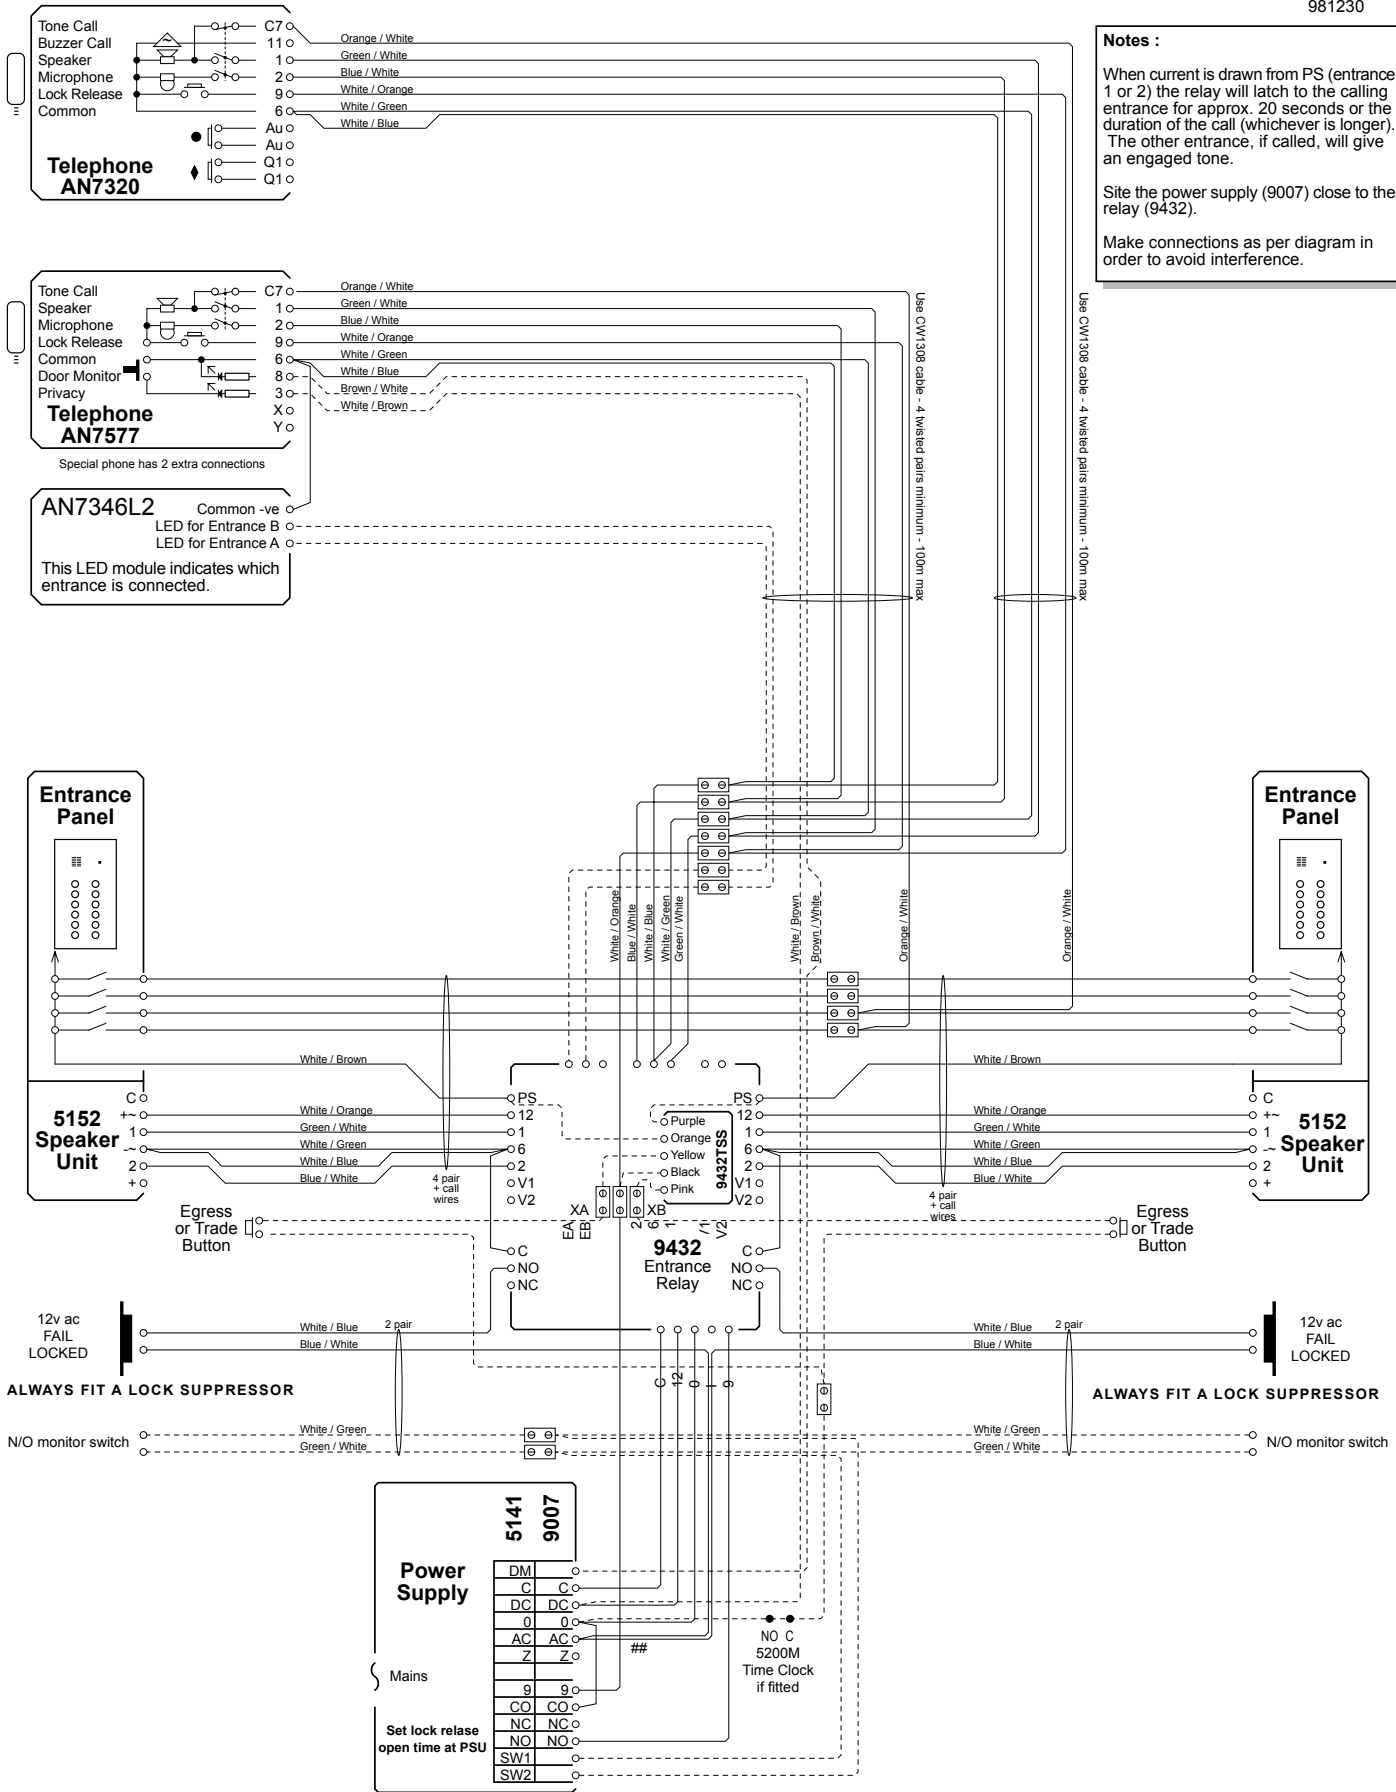 981230
Notes :
When current is drawn from PS (entrance
1 or 2) the relay will latch to the calling
entrance for approx. 20 seconds or the
duration of the call (whichever is longer).
The other entrance, if called, will give
an engaged tone.
Site the power supply (9007) close to the
relay (9432).
Make connections as per diagram in
order to avoid interference.
Tone Call C7 Orange / White
Buzzer Call 11
Speaker 1 Green / White
Microphone 2 Blue / White
Lock Release 9 White / Orange
Common 6 White / Green
White / Blue
Au
Au
Q1
Q1
Telephone
AN7320
Tone Call C7 Orange / White
Speaker 1 Green / White
Microphone 2 Blue / White
Lock Release 9 White / Orange
Common 6 White / Green
White / Blue
Door Monitor 8 Brown / White
Privacy 3 White / Brown
X
Y
Telephone
AN7577
Special phone has 2 extra connections
Use CW1308 cable - 4 twisted pairs minimum - 100m max
Use CW1308 cable - 4 twisted pairs minimum - 100m max
AN7346L2
Common -ve
LED for Entrance B
LED for Entrance A
This LED module indicates which
entrance is connected.
Entrance
Panel
Entrance
Panel
White / Orange
Blue / White
White / Blue
White / Green
Green / White
White / Brown
Brown / White
Orange / White
Orange / White
White / Brown
White / Brown
5152
Speaker
Unit
C
+~
1
-~
2
+
White / Orange
Green / White
White / Green
White / Blue
Blue / White
4 pair
+ call
wires
PS
12
1
6
2
V1
V2
C
NO
NC
Purple
Orange
Yellow
Black
Pink
9432TSS
XA
XB
EA
EB
2
6
1
V2
9432
Entrance
Relay
PS
12
1
6
2
V1
V2
C
NO
NC
White / Orange
Green / White
White / Green
White / Blue
Blue / White
4 pair
+ call
wires
C
+~
1
-~
2
+
5152
Speaker
Unit
Egress
or Trade
Button
Egress
or Trade
Button
12v ac
FAIL
LOCKED
White / Blue
2 pair
Blue / White
White / Blue
2 pair
Blue / White
12v ac
FAIL
LOCKED
ALWAYS FIT A LOCK SUPPRESSOR
ALWAYS FIT A LOCK SUPPRESSOR
C
12
0
9
N/O monitor switch
White / Green
Green / White
White / Green
Green / White
N/O monitor switch
5141
9007
Power
Supply
DM
C C
DC DC
0 0
AC AC
Z Z
9 9
CO CO
NC NC
NO NO
SW1
SW2
Mains
Set lock relase
open time at PSU
##
NO C
5200M
Time Clock
if fitted